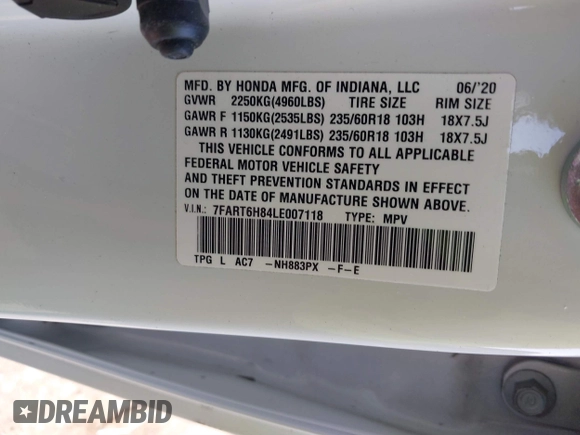 MFD. BY HONDA MFG. OF INDIANA, LLC 06/'20
GVWR 2250KG(4960LBS) TIRE SIZE RIM SIZE
GAWR F 1150KG(2535LBS) 235/60R18 103H 18X7.5J
GAWR R 1130KG(2491LBS) 235/60R18 103H 18X7.5J
THIS VEHICLE CONFORMS TO ALL APPLICABLE
FEDERAL MOTOR VEHICLE SAFETY
AND THEFT PREVENTION STANDARDS IN EFFECT
ON THE DATE OF MANUFACTURE SHOWN ABOVE.
V.I.N.: 7FART6H84LE007118 TYPE: MPV
TPG L AC7 -NH883PX -F-E
DREAMBID